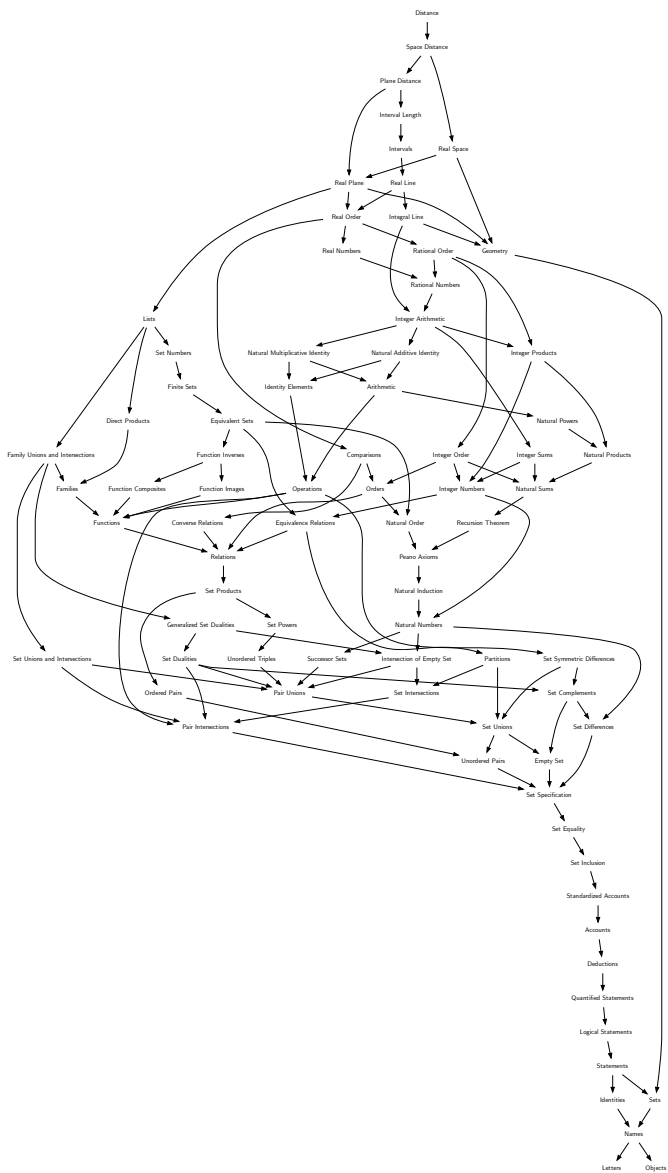 Distance
Space Distance
Plane Distance
Interval Length
Intervals Real Space
Real Plane Real Line
Real Order Integral Line
Real Numbers Rational Order Geometry
Rational Numbers
Lists Integer Arithmetic
Set Numbers Natural Multiplicative Identity Natural Additive Identity Integer Products
Finite Sets Identity Elements Arithmetic
Direct Products Equivalent Sets Natural Powers
Family Unions and Intersections Function Inverses Comparisons Integer Order Integer Sums Natural Products
Families Function Composites Function Images Operations Orders Integer Numbers Natural Sums
Functions Converse Relations Equivalence Relations Natural Order Recursion Theorem
Relations Peano Axioms
Set Products Natural Induction
Generalized Set Dualities Set Powers Natural Numbers
Set Unions and Intersections Set Dualities Unordered Triples Successor Sets Intersection of Empty Set Partitions Set Symmetric Differences
Ordered Pairs Pair Unions Set Intersections Set Complements
Pair Intersections Set Unions Set Differences
Unordered Pairs Empty Set
Set Specification
Set Equality
Set Inclusion
Standardized Accounts
Accounts
Deductions
Quantified Statements
Logical Statements
Statements
Identities Sets
Names
Letters Objects